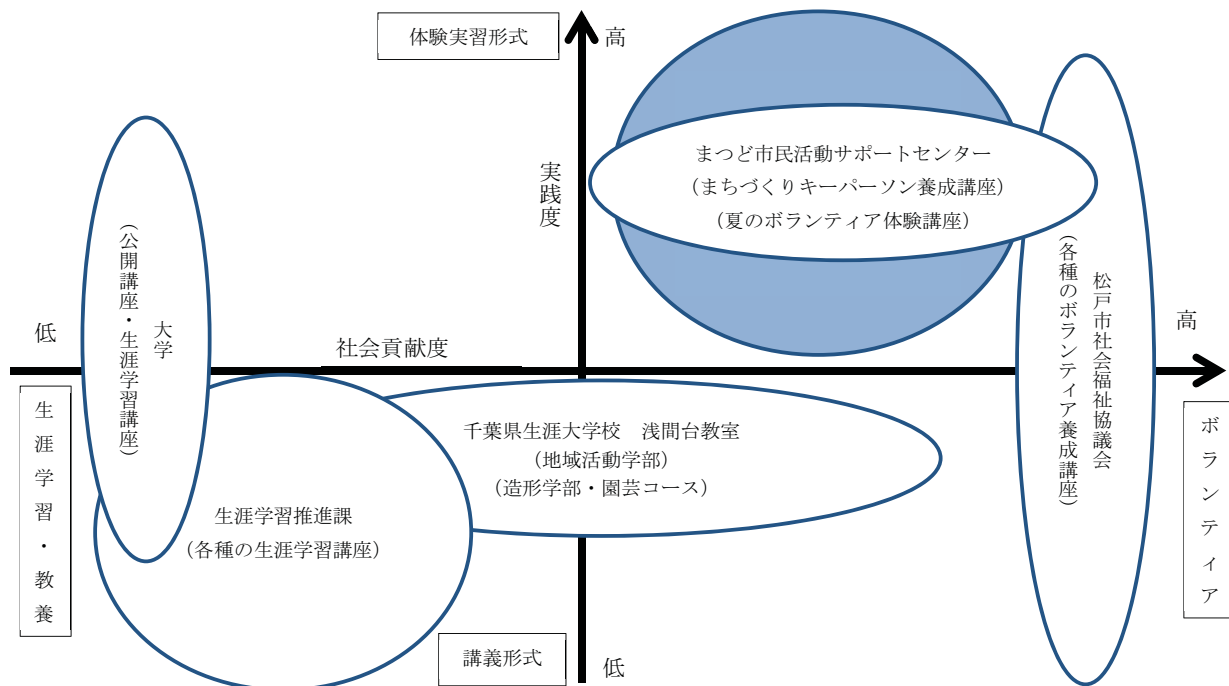 体験実習形式
高
実践度
まつど市民活動サポートセンター
（まちづくりキーパーソン養成講座）
（夏のボランティア体験講座）
大学
（公開講座・生涯学習講座）
松戸市社会福祉協議会
（各種のボランティア養成講座）
低
社会貢献度
高
生涯学習・教養
千葉県生涯大学校　浅間台教室
（地域活動学部）
（造形学部・園芸コース）
ボランティア
生涯学習推進課
（各種の生涯学習講座）
講義形式
低